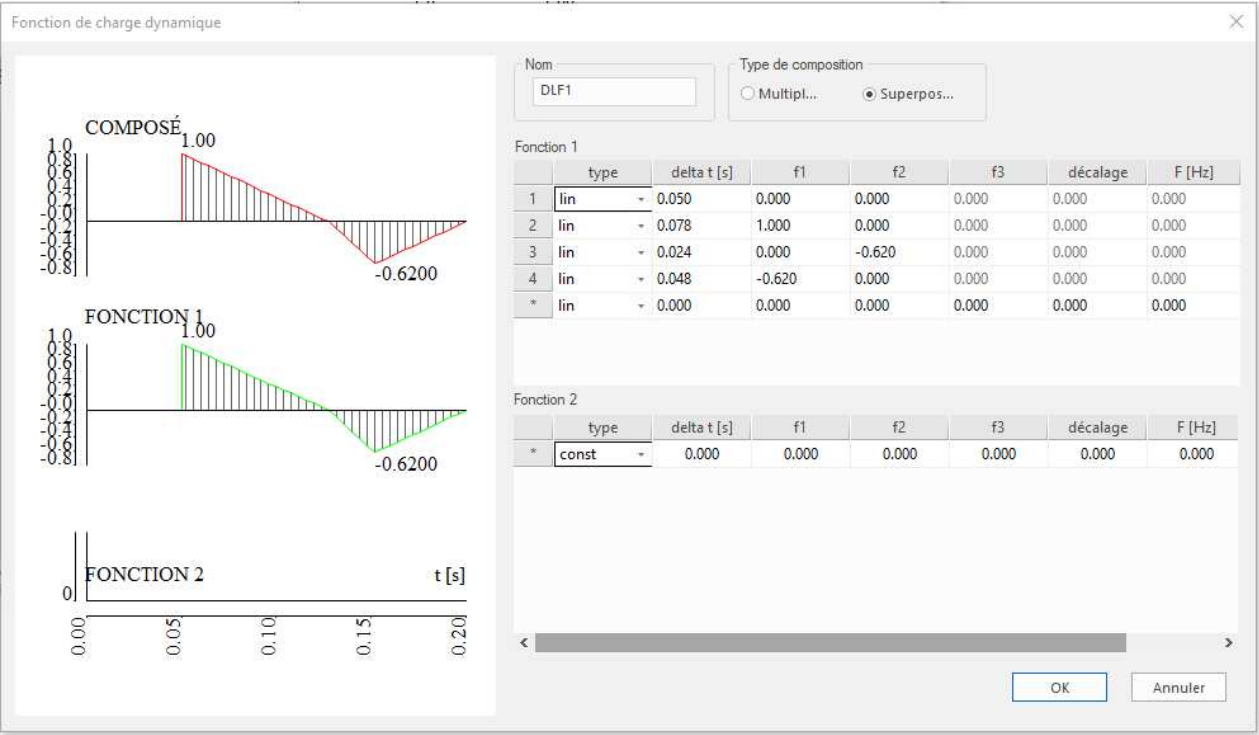 Fonction de charge dynamique
COMPOSÉ
1.00
1.0
0.8
0.6
0.4
0.2
-0.0
-0.2
-0.4
-0.6
-0.8
-0.6200
FONCTION 1
1.00
1.0
0.8
0.6
0.4
0.2
-0.0
-0.2
-0.4
-0.6
-0.8
-0.6200
FONCTION 2 t [s]
0
0.00 0.05 0.10 0.15 0.20
Nom
DLF1
Type de composition
Multipl... Superpos...
Fonction 1
type delta t [s] f1 f2 f3 décalage F [Hz]
1 lin 0.050 0.000 0.000 0.000 0.000 0.000
2 lin 0.078 1.000 0.000 0.000 0.000 0.000
3 lin 0.024 0.000 -0.620 0.000 0.000 0.000
4 lin 0.048 -0.620 0.000 0.000 0.000 0.000
* lin 0.000 0.000 0.000 0.000 0.000 0.000
Fonction 2
type delta t [s] f1 f2 f3 décalage F [Hz]
* const 0.000 0.000 0.000 0.000 0.000 0.000
OK Annuler